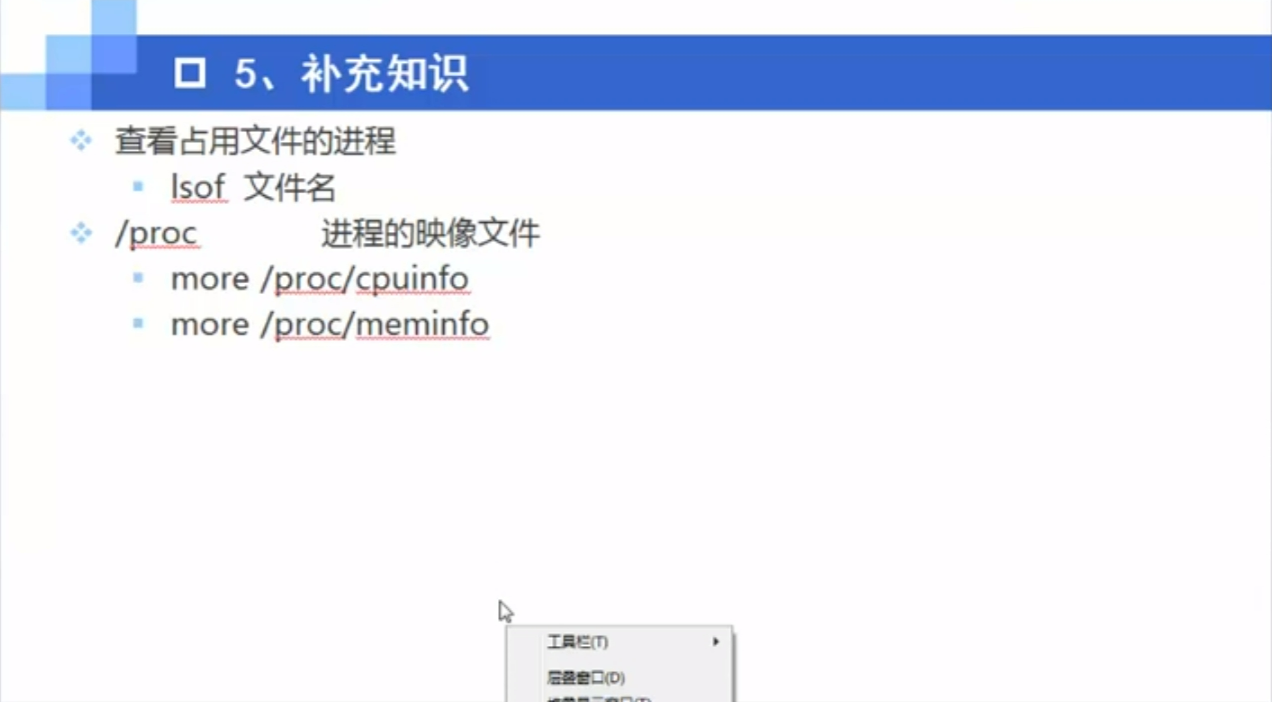 5、补充知识
查看占用文件的进程
lsof 文件名
/proc 进程的映像文件
more /proc/cpuinfo
more /proc/meminfo
工具栏(T)
层叠窗口(D)